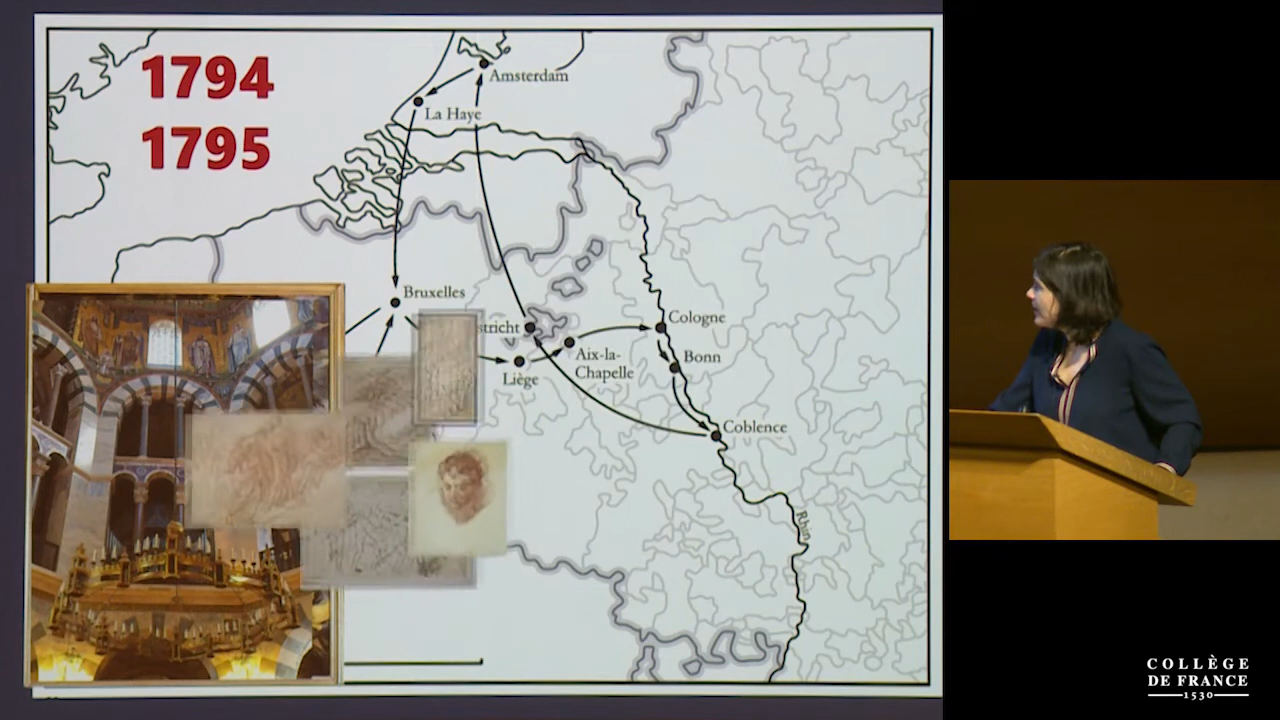 1794
1795
Amsterdam
La Haye
Bruxelles
stricht
Liège
Aix-la-
Chapelle
Cologne
Bonn
Coblence
Rhin
COLLÈGE
DE FRANCE
1530